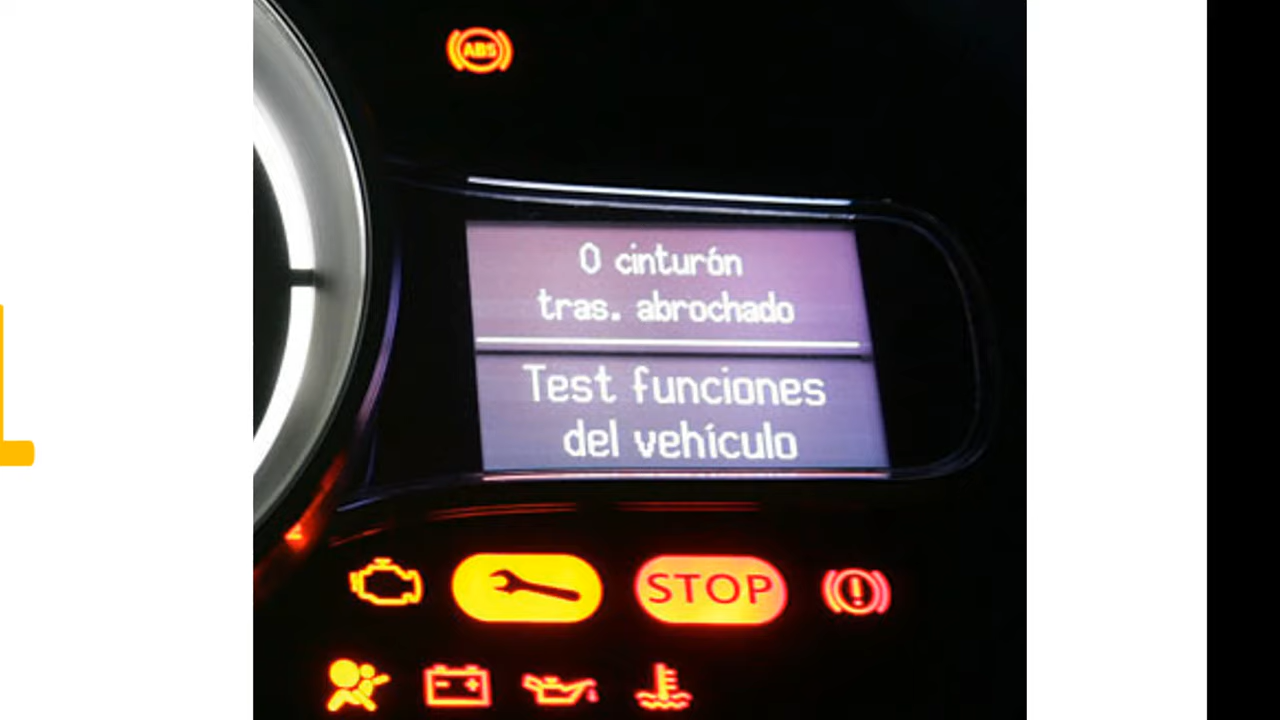 ABS
0 cinturón
tras. abrochado
Test funciones
del vehículo
STOP